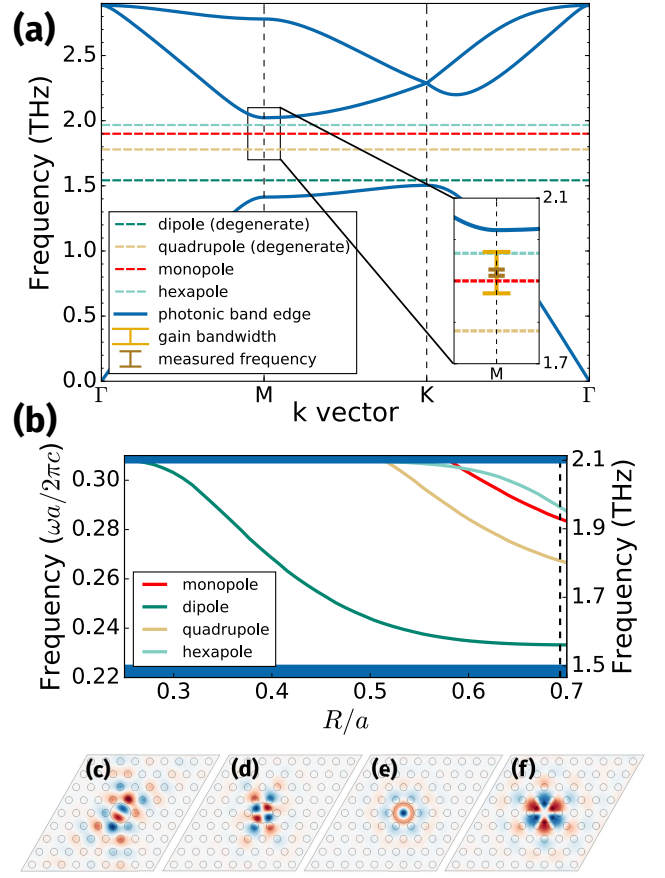 (a)
Frequency (THz)
2.5
2.0
1.5
1.0
0.5
0.0
dipole (degenerate)
quadrupole (degenerate)
monopole
hexapole
photonic band edge
gain bandwidth
measured frequency
2.1
1.7
M
Γ M K Γ
k vector
(b)
Frequency (ωa/2πc)
0.30
0.28
0.26
0.24
0.22
monopole
dipole
quadrupole
hexapole
2.1
1.9
1.7
1.5
Frequency (THz)
0.3 0.4 0.5 0.6 0.7
R/a
(c) (d) (e) (f)